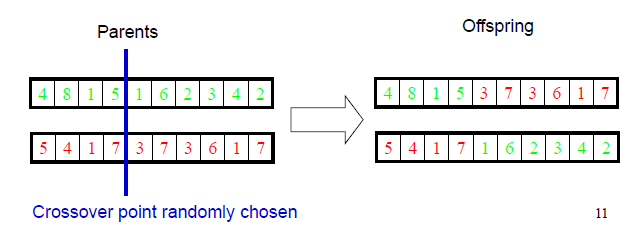 Parents
Offspring
4 8 1 5 1 6 2 3 4 2
4 8 1 5 3 7 3 6 1 7
5 4 1 7 3 7 3 6 1 7
5 4 1 7 1 6 2 3 4 2
Crossover point randomly chosen
11